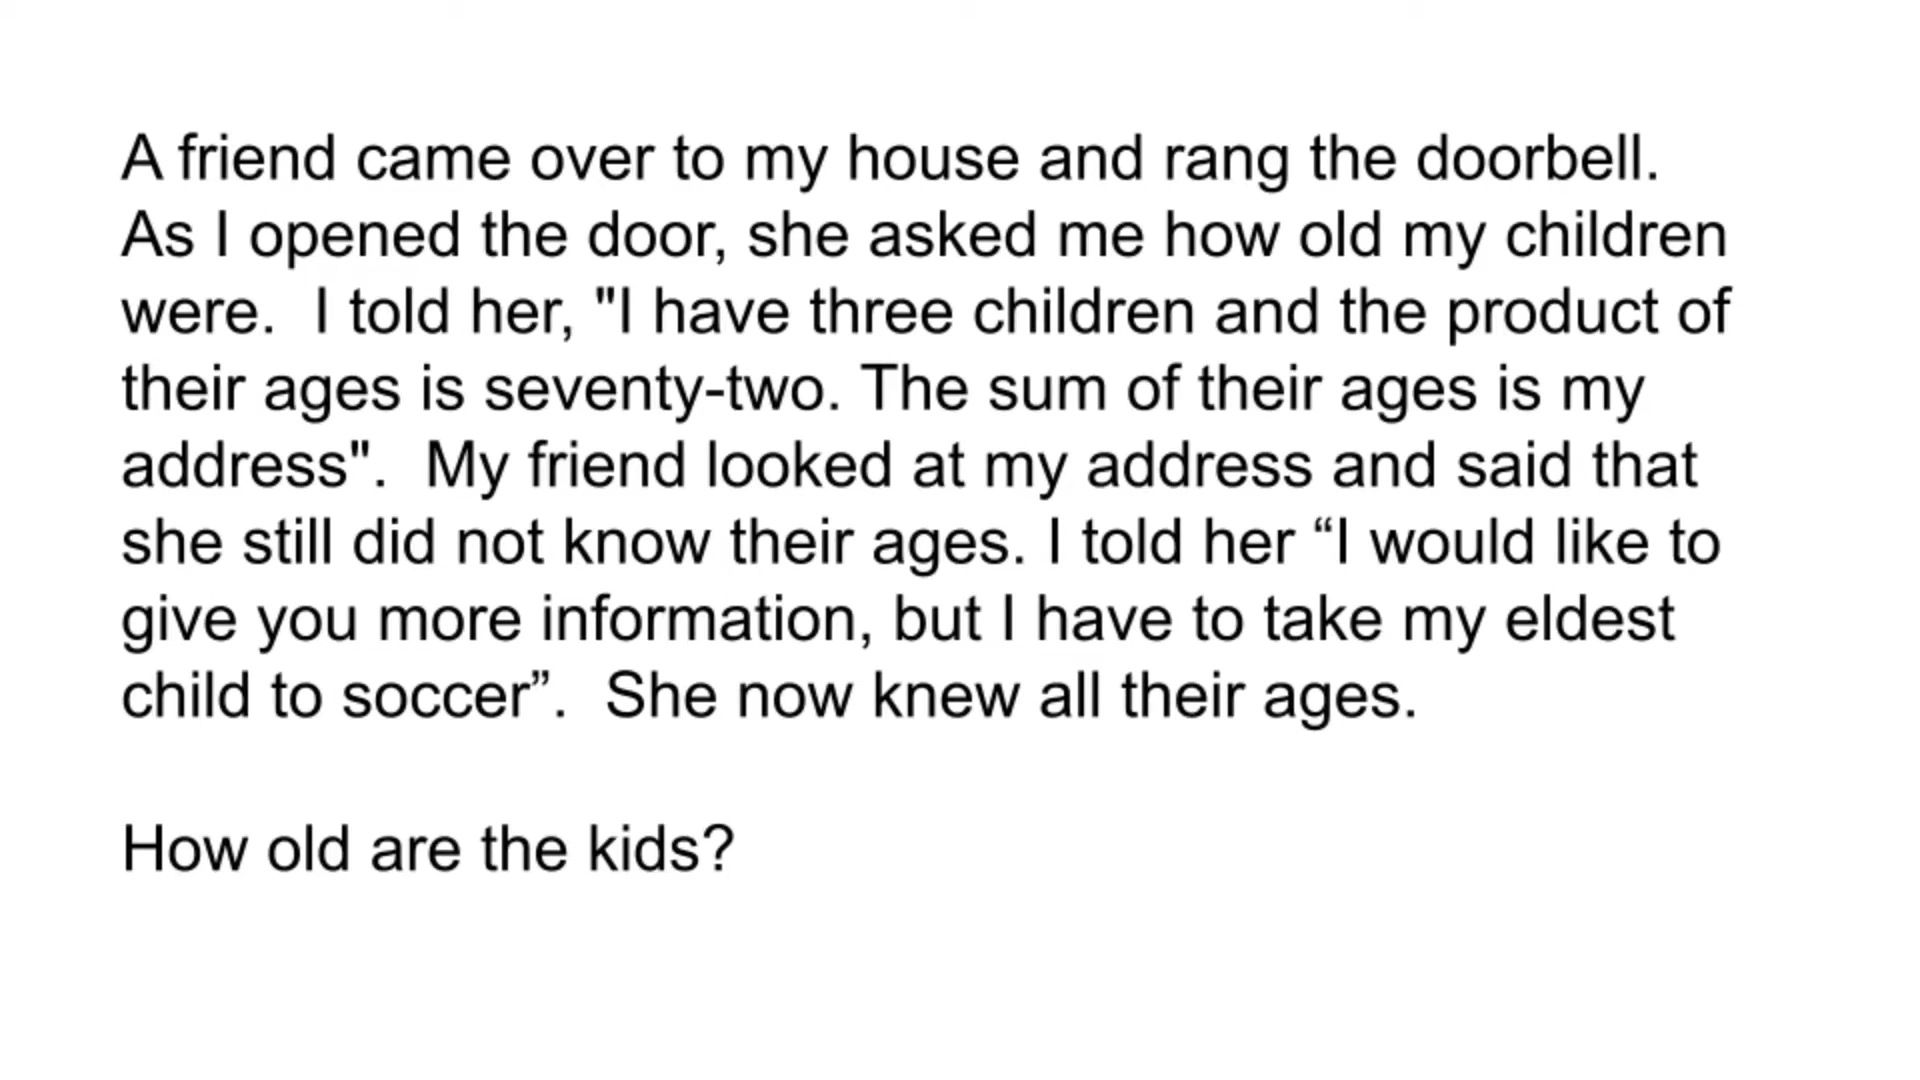 A friend came over to my house and rang the doorbell.
As I opened the door, she asked me how old my children
were.  I told her, "I have three children and the product of
their ages is seventy-two. The sum of their ages is my
address".  My friend looked at my address and said that
she still did not know their ages. I told her “I would like to
give you more information, but I have to take my eldest
child to soccer”.  She now knew all their ages.
How old are the kids?